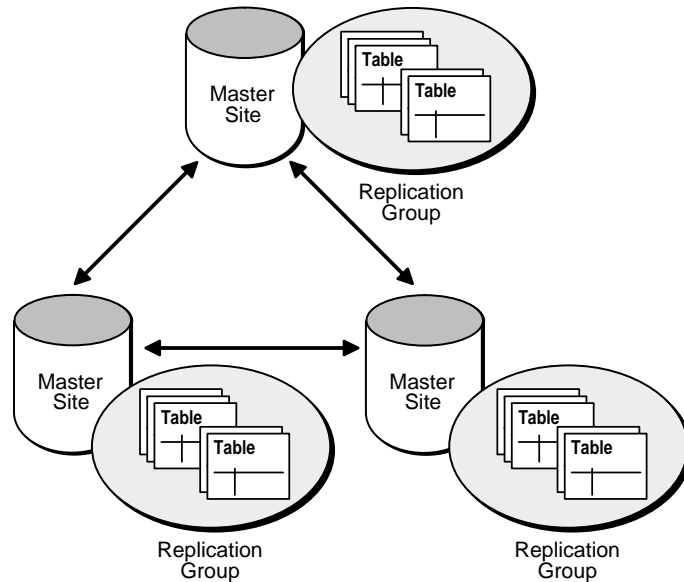 Table
Table
Master
Site
Replication
Group
Master
Site
Table
Table
Replication
Group
Master
Site
Table
Table
Replication
Group